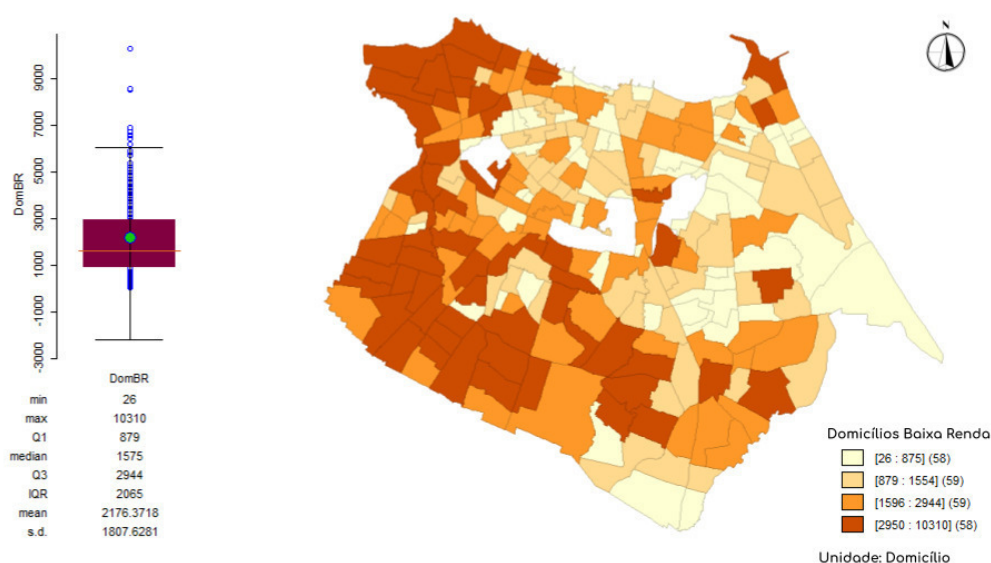 DomBR
9000
7000
5000
3000
1000
-1000
-3000
DomBR
min 26
max 10310
Q1 879
median 1575
Q3 2944
IQR 2065
mean 2176.3718
s.d. 1807.6281
N
Domicílios Baixa Renda
[26 : 875] (58)
[879 : 1554] (59)
[1596 : 2944] (59)
[2950 : 10310] (58)
Unidade: Domicílio